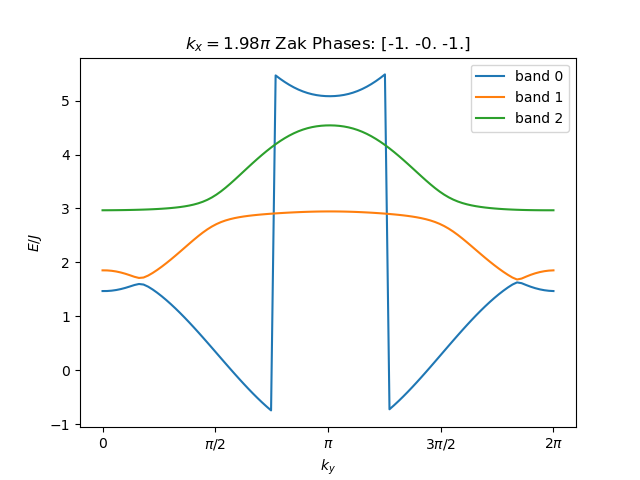 k_x = 1.98π Zak Phases: [-1. -0. -1.]
band 0
band 1
band 2
5
4
3
2
1
0
−1
E/J
0
π/2
π
3π/2
2π
k_y